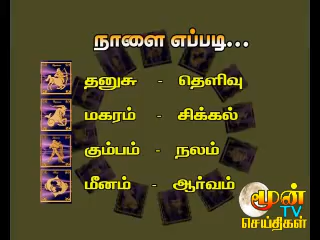 நாளை எப்படி...
தனுசு - தெளிவு
மகரம் - சிக்கல்
கும்பம் - நலம்
மீனம் - ஆர்வம்
மூன்
TV
செய்திகள்